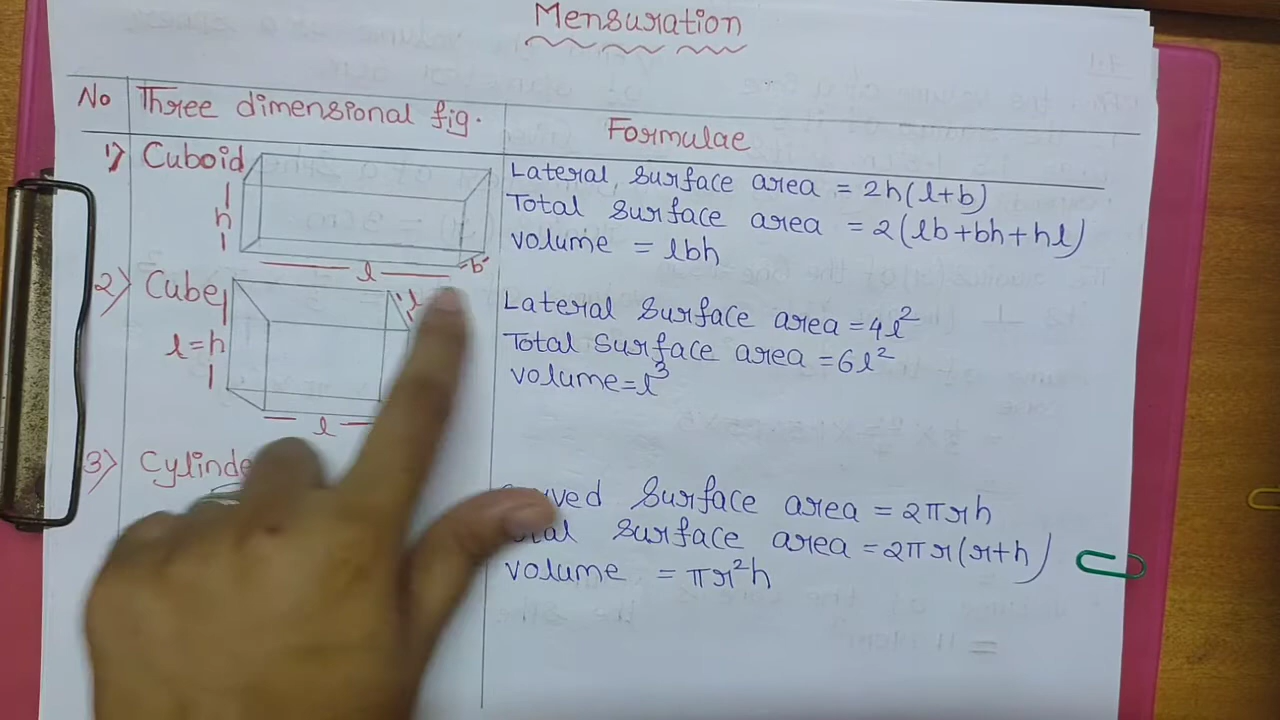 Mensuration
No Three dimensional fig. Formulae
1) Cuboid
h
l
b
Lateral surface area = 2h(l+b)
Total surface area = 2(lb+bh+hl)
volume = lbh
2) Cube
l
l=h
l
Lateral surface area = 4l²
Total surface area = 6l²
volume = l³
3)
surface area = 2πrh
surface area = 2πr(r+h)
volume = πr²h